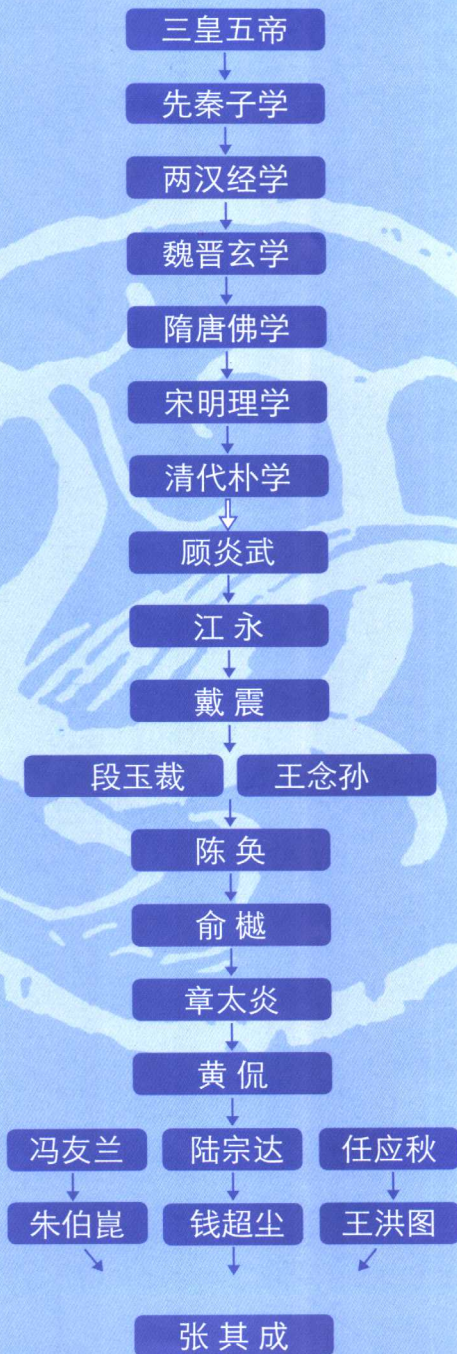 三皇五帝
先秦子学
两汉经学
魏晋玄学
隋唐佛学
宋明理学
清代朴学
顾炎武
江永
戴震
段玉裁 王念孙
陈奂
俞樾
章太炎
黄侃
冯友兰 陆宗达 任应秋
朱伯崑 钱超尘 王洪图
张其成